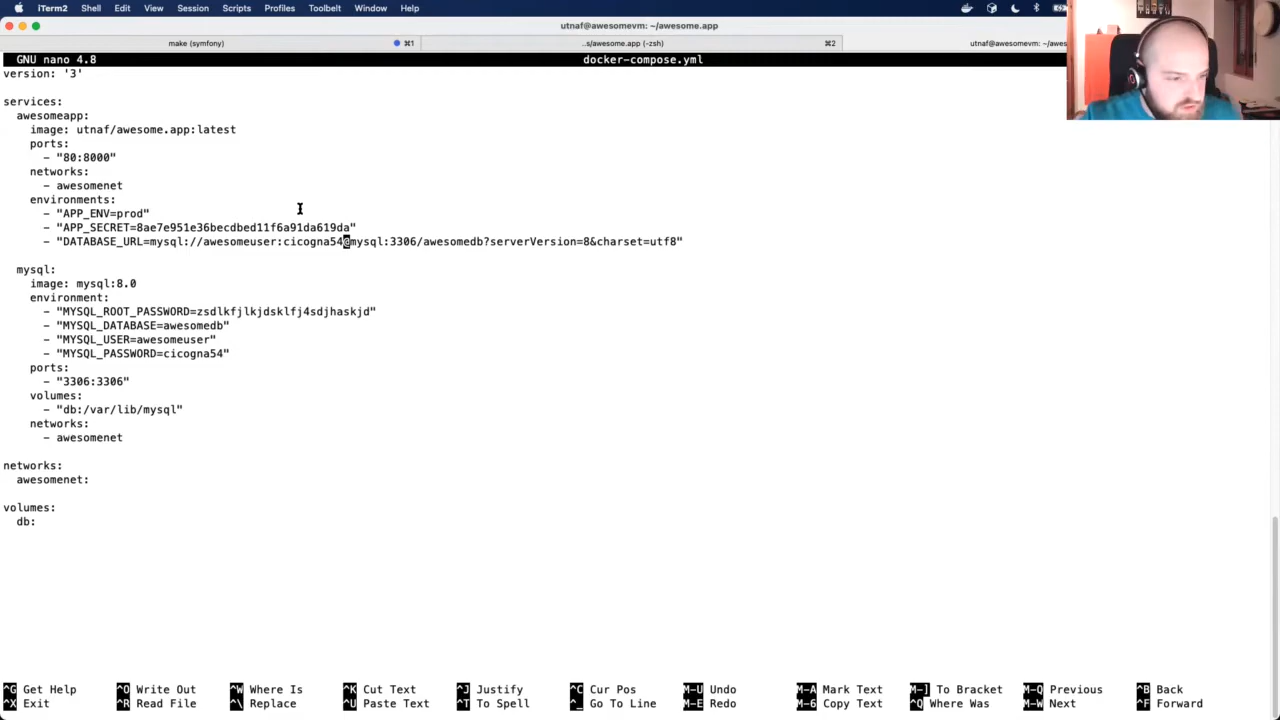 iTerm2 Shell Edit View Session Scripts Profiles Toolbelt Window Help
utnaf@awesomevm: ~/awesome.app
make (symfony) ⌘1 ..s/awesome.app (-zsh) ⌘2 utnaf@awesomevm: ~/awes
GNU nano 4.8 docker-compose.yml
version: '3'
services:
awesomeapp:
image: utnaf/awesome.app:latest
ports:
- "80:8000"
networks:
- awesomenet
environments:
- "APP_ENV=prod"
- "APP_SECRET=8ae7e951e36becdbed11f6a91da619da"
- "DATABASE_URL=mysql://awesomeuser:cicogna54@mysql:3306/awesomedb?serverVersion=8&charset=utf8"
mysql:
image: mysql:8.0
environment:
- "MYSQL_ROOT_PASSWORD=zsdlkfjlkjdsklfj4sdjhaskjd"
- "MYSQL_DATABASE=awesomedb"
- "MYSQL_USER=awesomeuser"
- "MYSQL_PASSWORD=cicogna54"
ports:
- "3306:3306"
volumes:
- "db:/var/lib/mysql"
networks:
- awesomenet
networks:
awesomenet:
volumes:
db:
^G Get Help ^O Write Out ^W Where Is ^K Cut Text ^J Justify ^C Cur Pos M-U Undo M-A Mark Text M-] To Bracket M-Q Previous ^B Back
^X Exit ^R Read File ^\ Replace ^U Paste Text ^T To Spell ^_ Go To Line M-E Redo M-6 Copy Text ^Q Where Was M-W Next ^F Forward